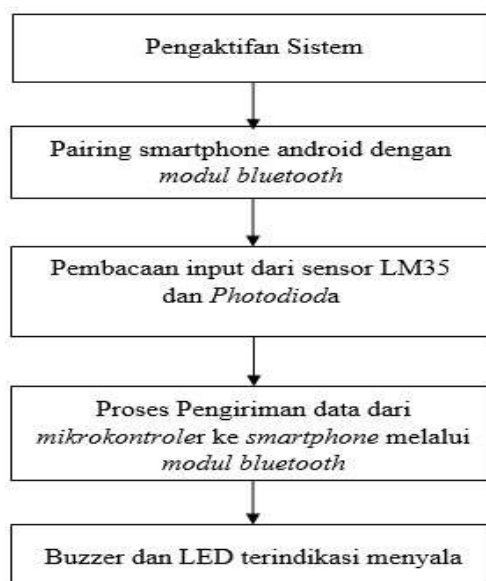 Pengaktifan Sistem
Pairing smartphone android dengan
modul bluetooth
Pembacaan input dari sensor LM35
dan Photodioda
Proses Pengiriman data dari
mikrokontroler ke smartphone melalui
modul bluetooth
Buzzer dan LED terindikasi menyala